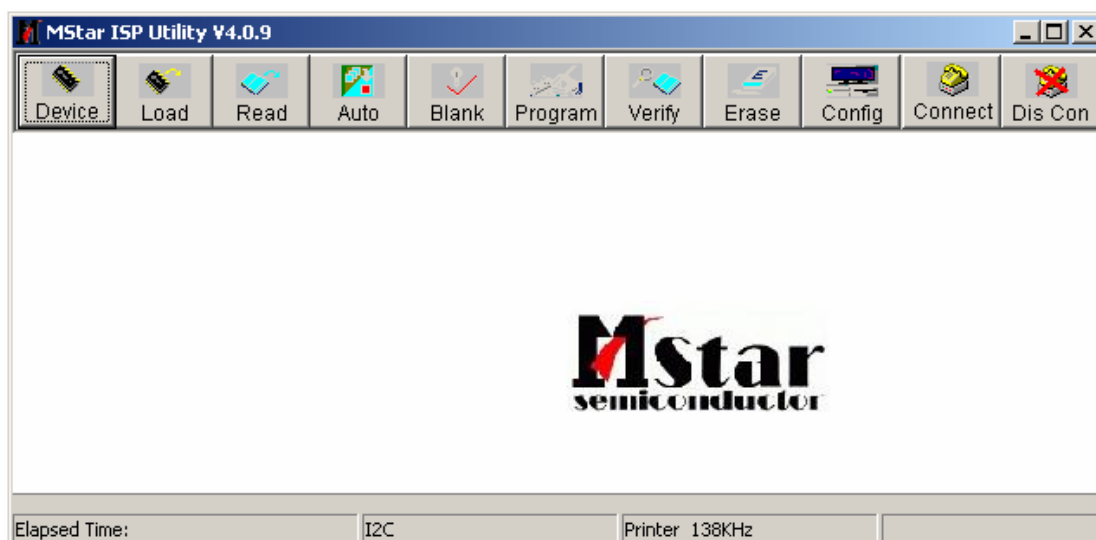 MStar ISP Utility V4.0.9
Device Load Read Auto Blank Program Verify Erase Config Connect Dis Con
MStar
semiconductor
Elapsed Time: I2C Printer 138KHz